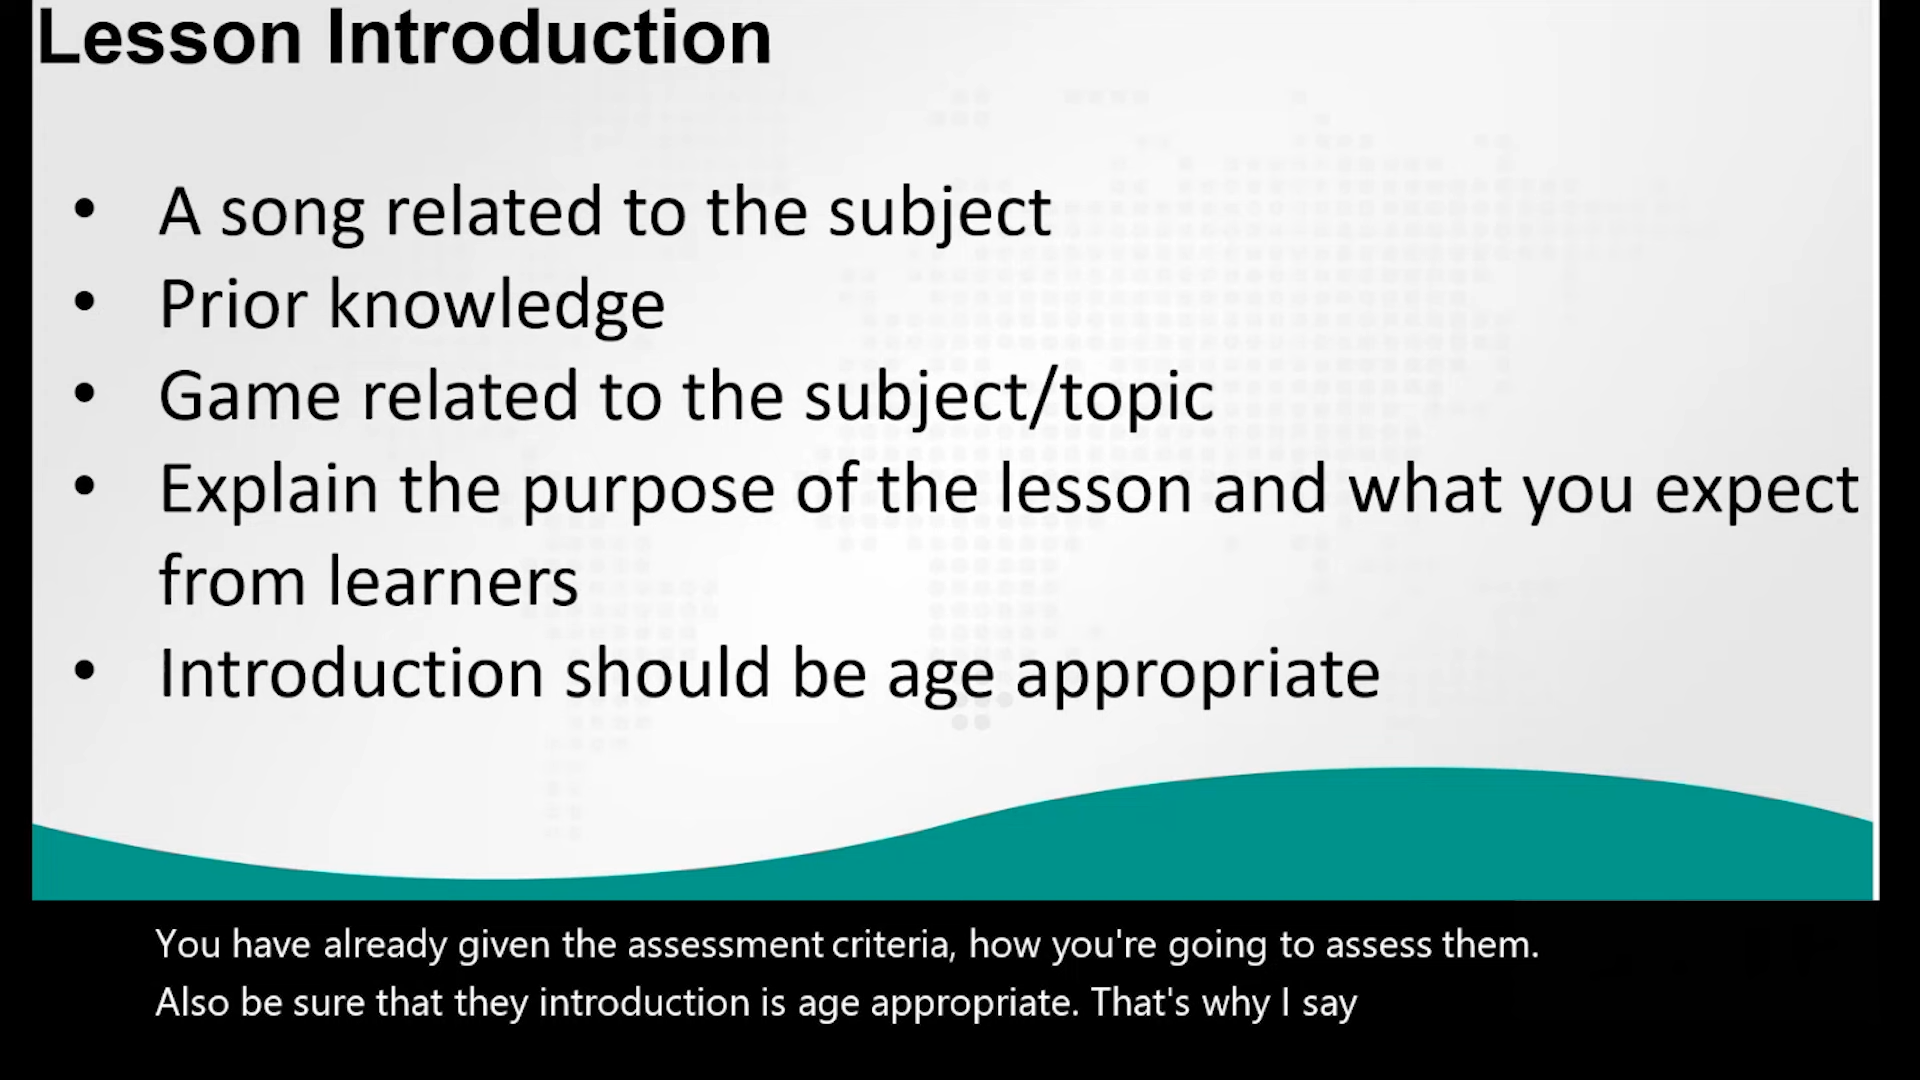 Lesson Introduction
• A song related to the subject
• Prior knowledge
• Game related to the subject/topic
• Explain the purpose of the lesson and what you expect
from learners
• Introduction should be age appropriate
You have already given the assessment criteria, how you're going to assess them.
Also be sure that they introduction is age appropriate. That's why I say